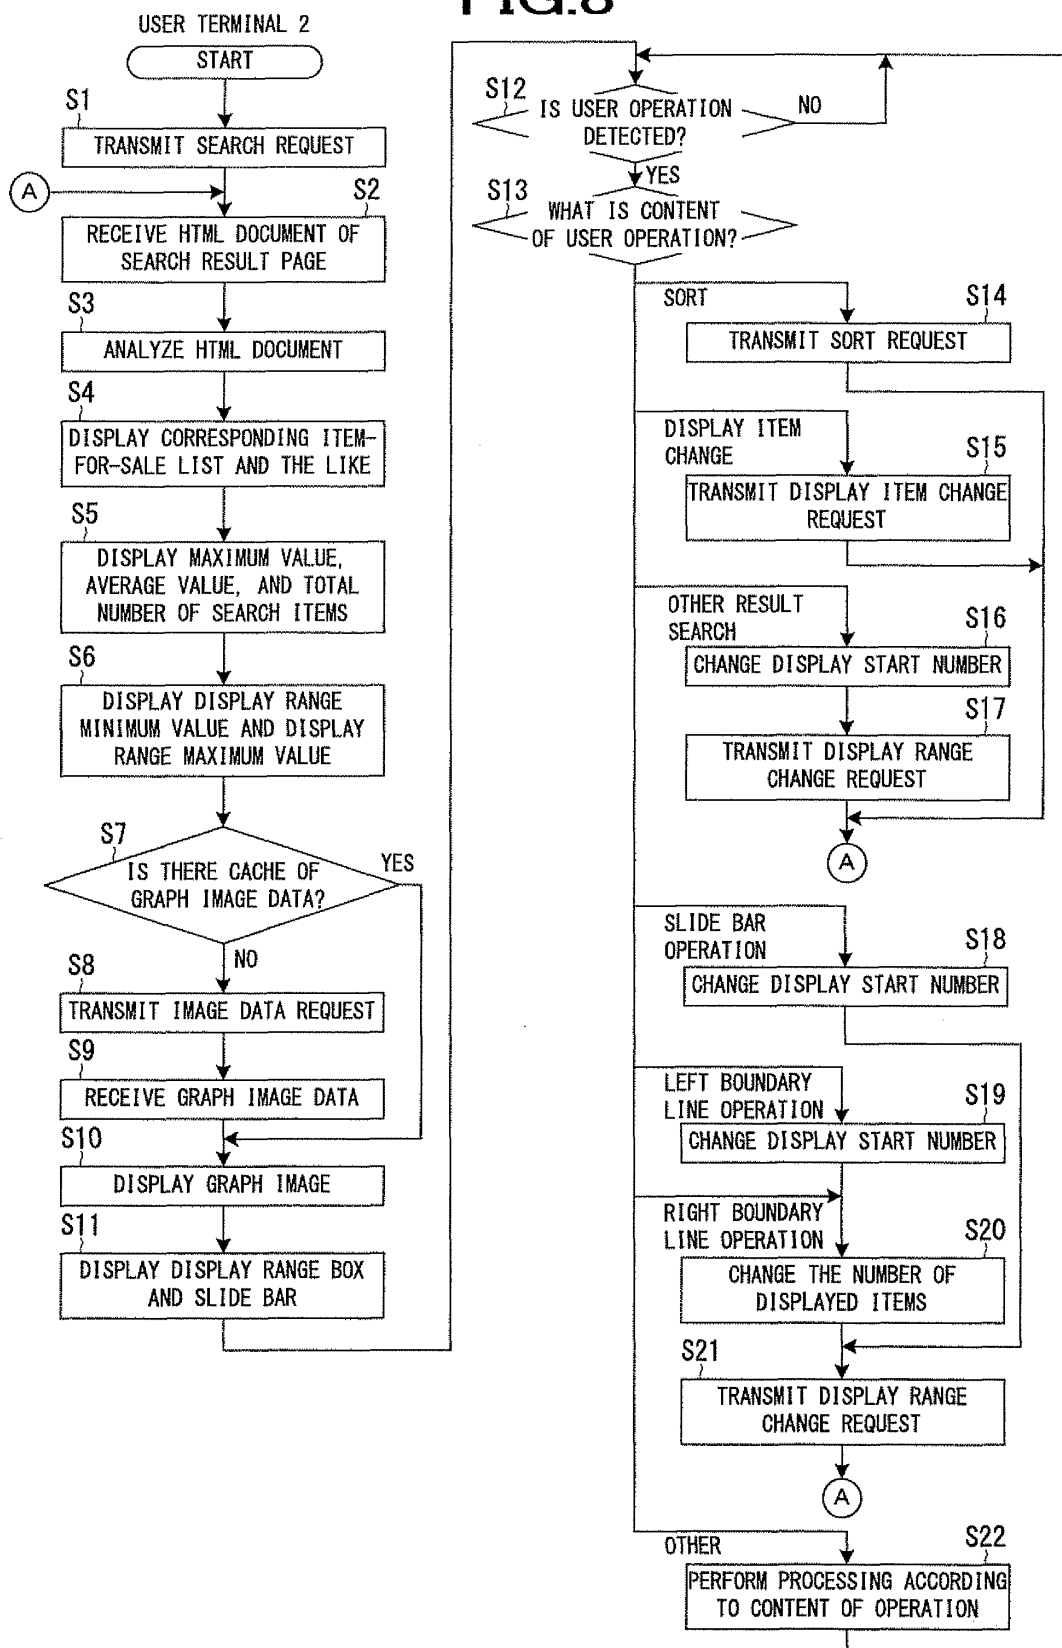 FIG.8
USER TERMINAL 2
START
S1
TRANSMIT SEARCH REQUEST
A
S2
RECEIVE HTML DOCUMENT OF
SEARCH RESULT PAGE
S3
ANALYZE HTML DOCUMENT
S4
DISPLAY CORRESPONDING ITEM-
FOR-SALE LIST AND THE LIKE
S5
DISPLAY MAXIMUM VALUE,
AVERAGE VALUE, AND TOTAL
NUMBER OF SEARCH ITEMS
S6
DISPLAY DISPLAY RANGE
MINIMUM VALUE AND DISPLAY
RANGE MAXIMUM VALUE
S7
IS THERE CACHE OF
GRAPH IMAGE DATA?
YES
NO
S8
TRANSMIT IMAGE DATA REQUEST
S9
RECEIVE GRAPH IMAGE DATA
S10
DISPLAY GRAPH IMAGE
S11
DISPLAY DISPLAY RANGE BOX
AND SLIDE BAR
S12
IS USER OPERATION
DETECTED?
NO
YES
S13
WHAT IS CONTENT
OF USER OPERATION?
SORT
S14
TRANSMIT SORT REQUEST
DISPLAY ITEM
CHANGE
S15
TRANSMIT DISPLAY ITEM CHANGE
REQUEST
OTHER RESULT
SEARCH
S16
CHANGE DISPLAY START NUMBER
S17
TRANSMIT DISPLAY RANGE
CHANGE REQUEST
A
SLIDE BAR
OPERATION
S18
CHANGE DISPLAY START NUMBER
LEFT BOUNDARY
LINE OPERATION
S19
CHANGE DISPLAY START NUMBER
RIGHT BOUNDARY
LINE OPERATION
S20
CHANGE THE NUMBER OF
DISPLAYED ITEMS
S21
TRANSMIT DISPLAY RANGE
CHANGE REQUEST
A
OTHER
S22
PERFORM PROCESSING ACCORDING
TO CONTENT OF OPERATION